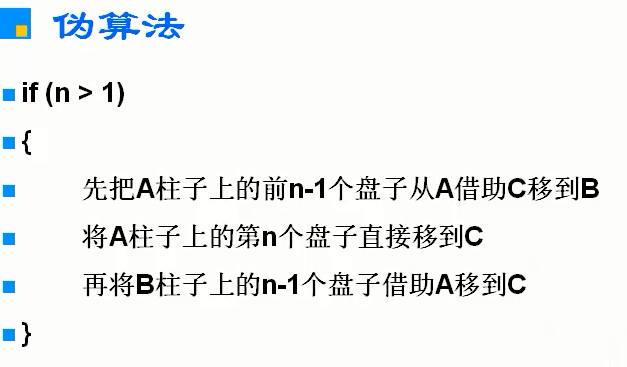 伪算法
if (n > 1)
{
先把A柱子上的前n-1个盘子从A借助C移到B
将A柱子上的第n个盘子直接移到C
再将B柱子上的n-1个盘子借助A移到C
}